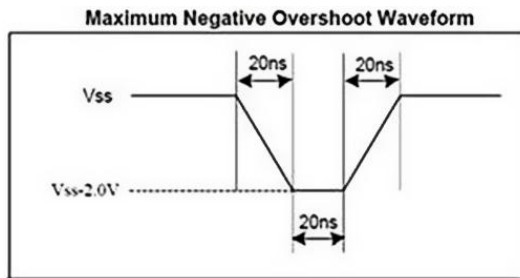 Maximum Negative Overshoot Waveform
20ns 20ns
Vss
Vss-2.0V
20ns